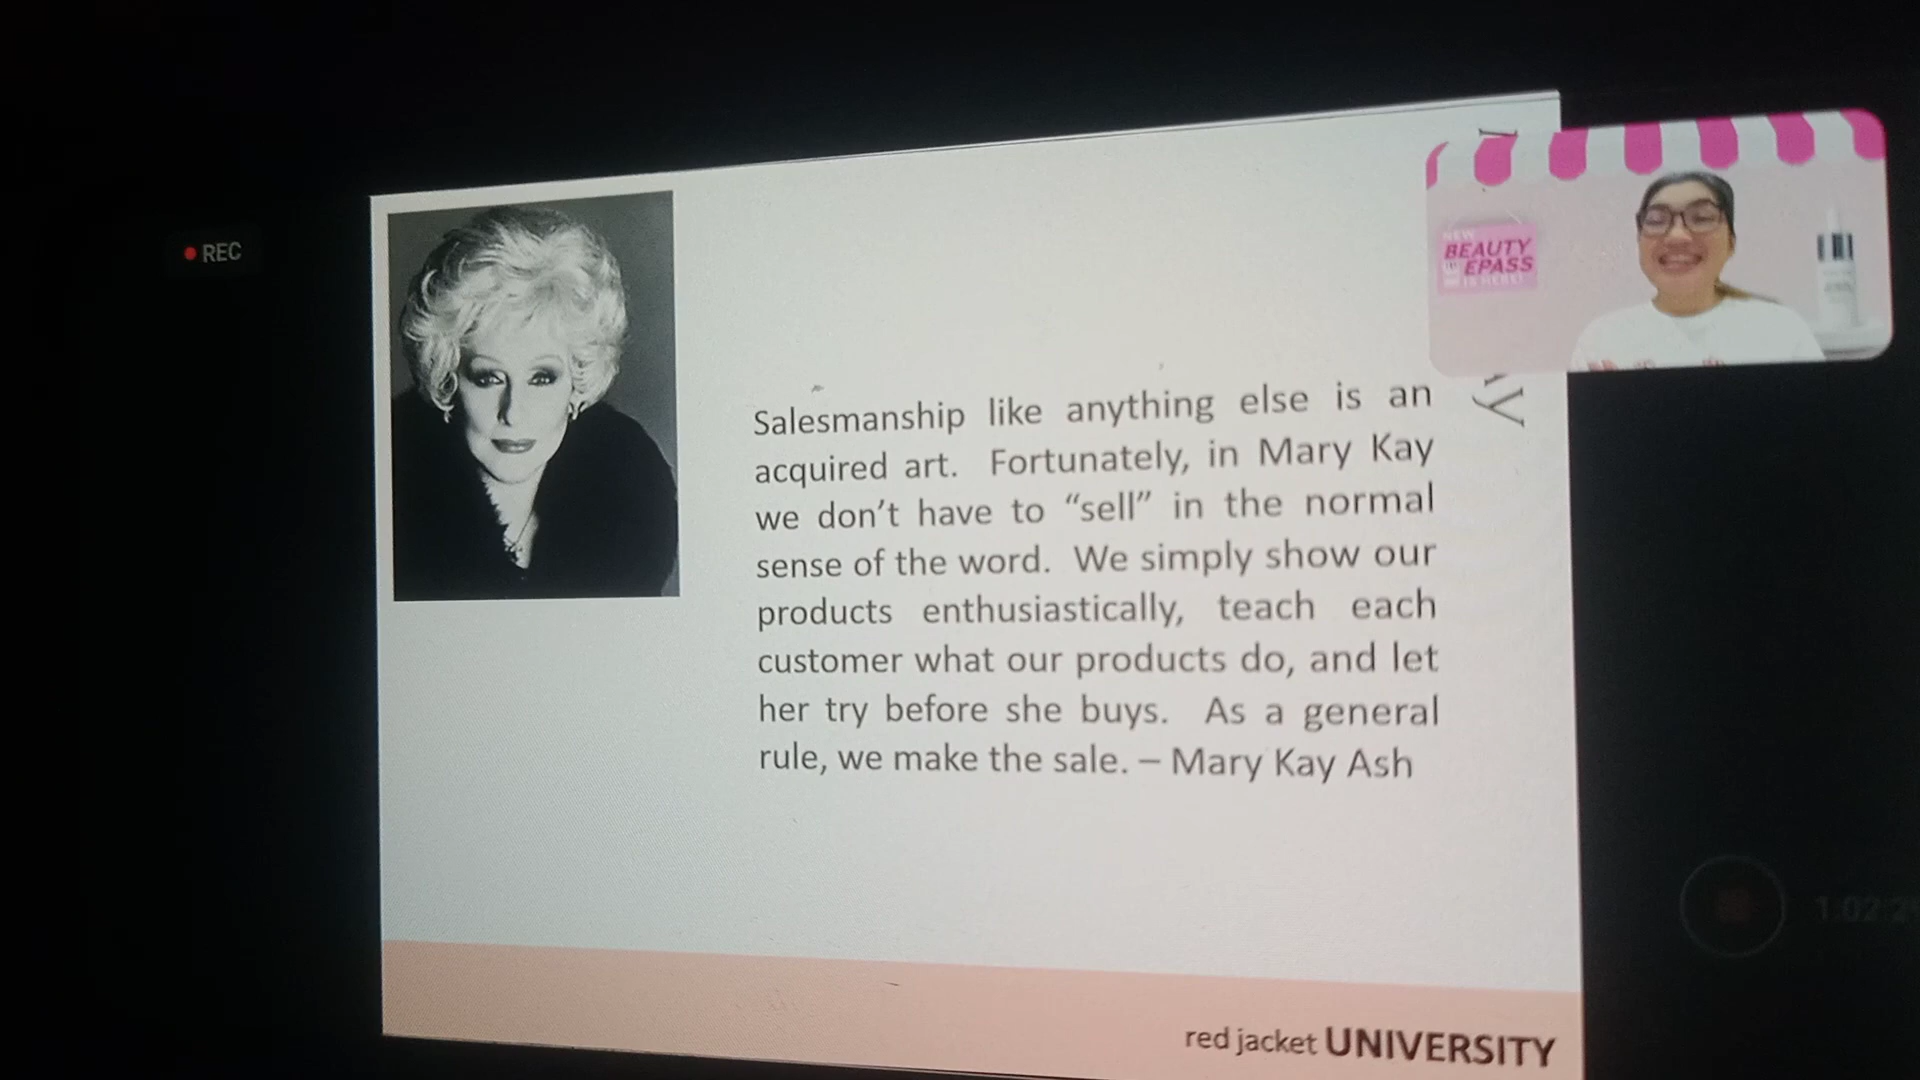 REC
NEW
BEAUTY
EPASS
IS HERE!
Salesmanship like anything else is an
acquired art. Fortunately, in Mary Kay
we don't have to “sell” in the normal
sense of the word. We simply show our
products enthusiastically, teach each
customer what our products do, and let
her try before she buys. As a general
rule, we make the sale. – Mary Kay Ash
red jacket UNIVERSITY